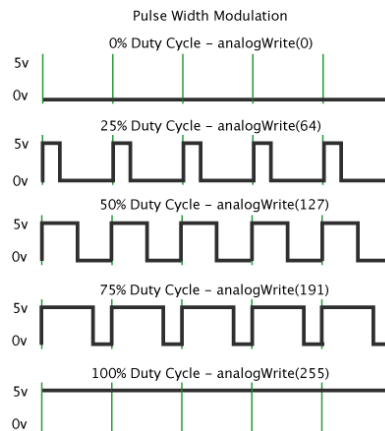 Pulse Width Modulation
0% Duty Cycle – analogWrite(0)
5v
0v
25% Duty Cycle – analogWrite(64)
5v
0v
50% Duty Cycle – analogWrite(127)
5v
0v
75% Duty Cycle – analogWrite(191)
5v
0v
100% Duty Cycle – analogWrite(255)
5v
0v